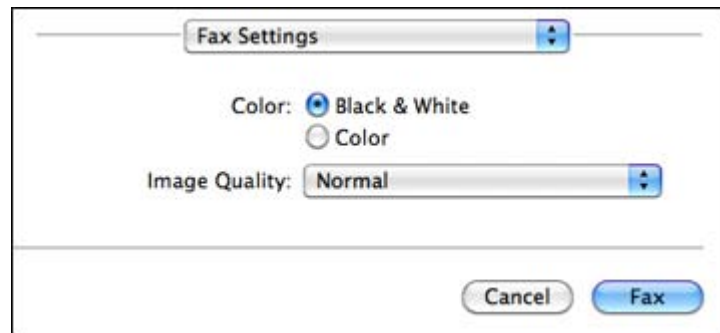 Fax Settings
Color: Black & White
Color
Image Quality: Normal
Cancel Fax